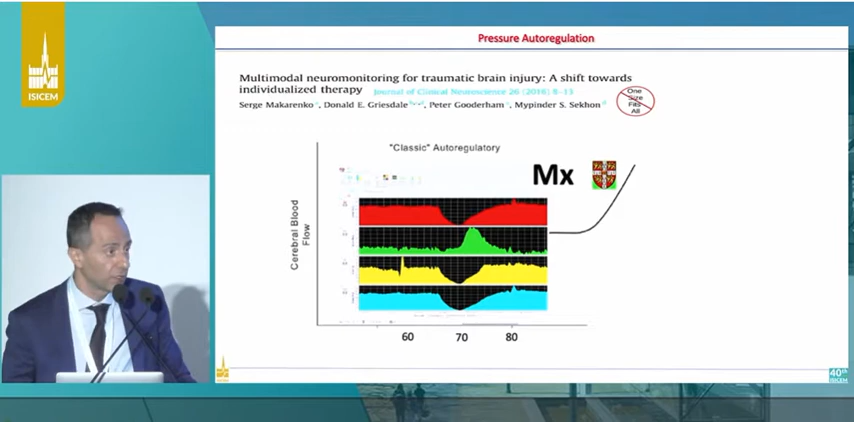 ISICEM
Pressure Autoregulation
Multimodal neuromonitoring for traumatic brain injury: A shift towards
individualized therapy Journal of Clinical Neuroscience 26 (2016) 8–13
Serge Makarenko, Donald E. Griesdale, Peter Gooderham, Mypinder S. Sekhon
One
Size
Fits
All
"Classic" Autoregulatory
Mx
Cerebral Blood
Flow
60 70 80
40th
ISICEM